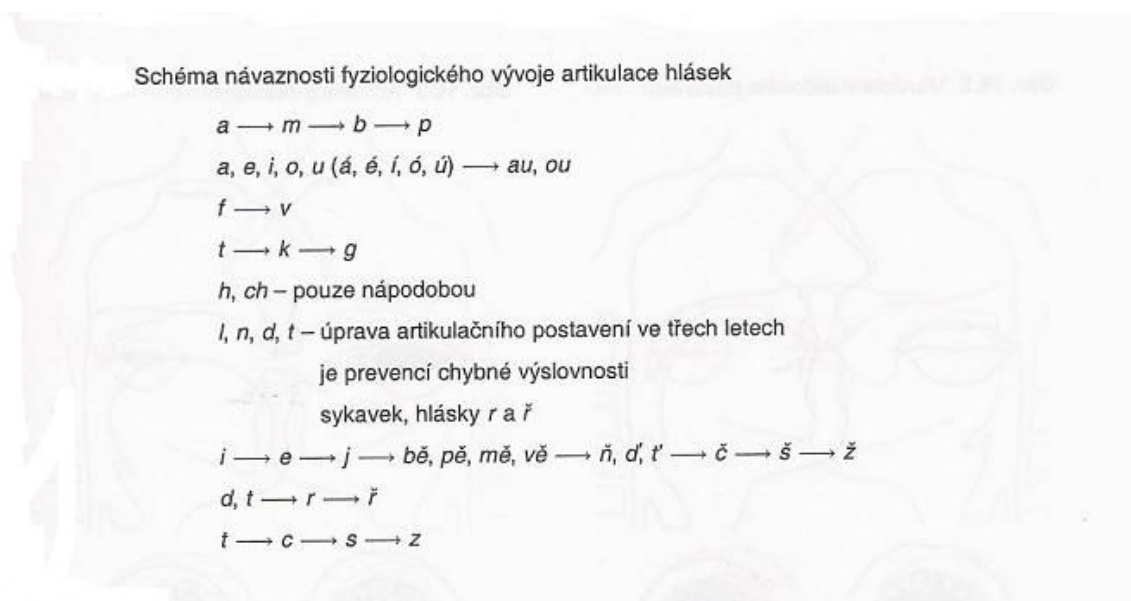 Schéma návaznosti fyziologického vývoje artikulace hlásek
a ⟶ m ⟶ b ⟶ p
a, e, i, o, u (á, é, í, ó, ú) ⟶ au, ou
f ⟶ v
t ⟶ k ⟶ g
h, ch – pouze nápodobou
l, n, d, t – úprava artikulačního postavení ve třech letech
je prevencí chybné výslovnosti
sykavek, hlásky r a ř
i ⟶ e ⟶ j ⟶ bě, pě, mě, vě ⟶ ň, ď, ť ⟶ č ⟶ š ⟶ ž
d, t ⟶ r ⟶ ř
t ⟶ c ⟶ s ⟶ z